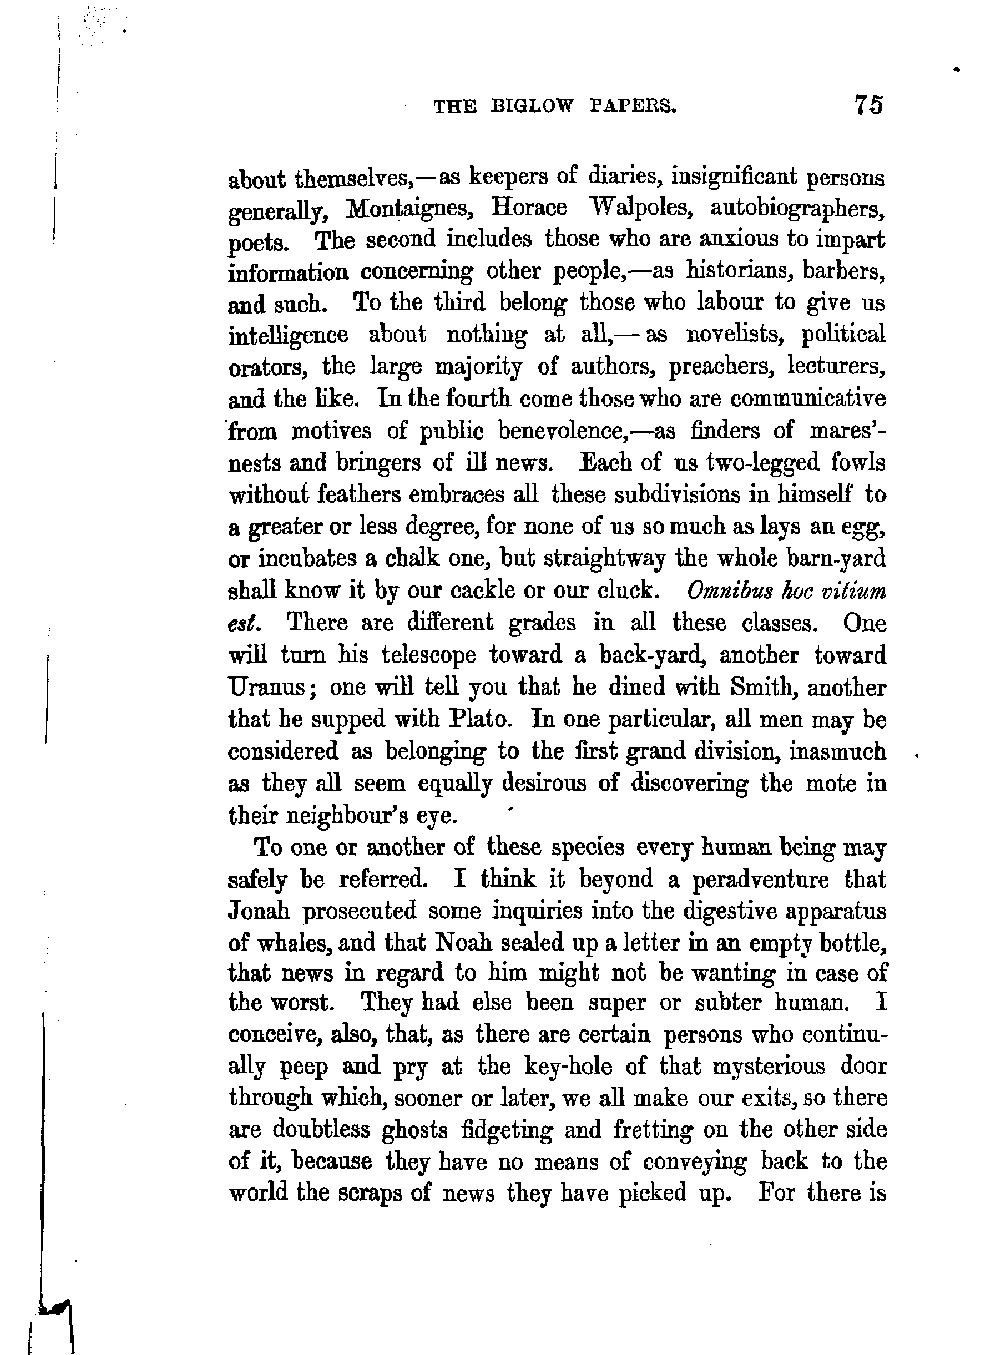 THE BIGLOW PAPERS. 75
about themselves,—as keepers of diaries, insignificant persons
generally, Montaignes, Horace Walpoles, autobiographers,
poets. The second includes those who are anxious to impart
information concerning other people,—as historians, barbers,
and such. To the third belong those who labour to give us
intelligence about nothing at all,—as novelists, political
orators, the large majority of authors, preachers, lecturers,
and the like. In the fourth come those who are communicative
from motives of public benevolence,—as finders of mares'-
nests and bringers of ill news. Each of us two-legged fowls
without feathers embraces all these subdivisions in himself to
a greater or less degree, for none of us so much as lays an egg,
or incubates a chalk one, but straightway the whole barn-yard
shall know it by our cackle or our cluck. Omnibus hoc vitium
est. There are different grades in all these classes. One
will turn his telescope toward a back-yard, another toward
Uranus; one will tell you that he dined with Smith, another
that he supped with Plato. In one particular, all men may be
considered as belonging to the first grand division, inasmuch
as they all seem equally desirous of discovering the mote in
their neighbour's eye.
To one or another of these species every human being may
safely be referred. I think it beyond a peradventure that
Jonah prosecuted some inquiries into the digestive apparatus
of whales, and that Noah sealed up a letter in an empty bottle,
that news in regard to him might not be wanting in case of
the worst. They had else been super or subter human. I
conceive, also, that, as there are certain persons who continu-
ally peep and pry at the key-hole of that mysterious door
through which, sooner or later, we all make our exits, so there
are doubtless ghosts fidgeting and fretting on the other side
of it, because they have no means of conveying back to the
world the scraps of news they have picked up. For there is